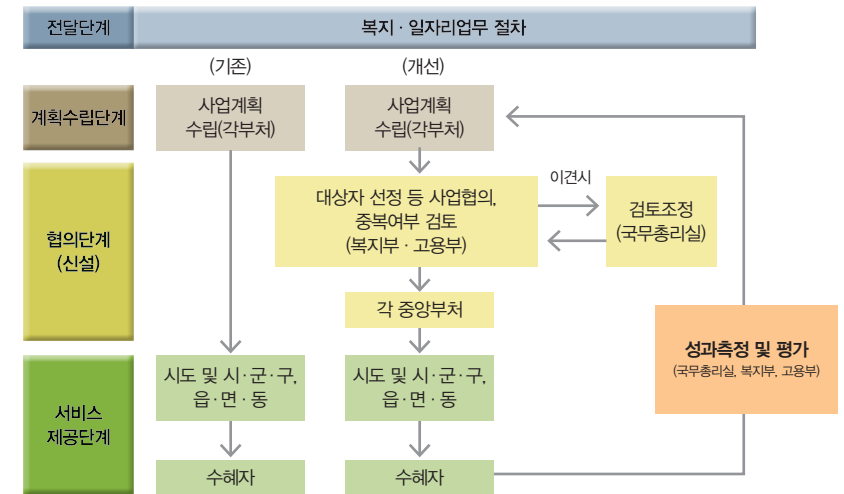 전달단계
복지 · 일자리업무 절차
(기존)
(개선)
계획수립단계
사업계획
수립(각부처)
사업계획
수립(각부처)
협의단계
(신설)
대상자 선정 등 사업협의,
중복여부 검토
(복지부 · 고용부)
이견시
검토조정
(국무총리실)
각 중앙부처
성과측정 및 평가
(국무총리실, 복지부, 고용부)
서비스
제공단계
시도 및 시·군·구,
읍·면·동
시도 및 시·군·구,
읍·면·동
수혜자
수혜자